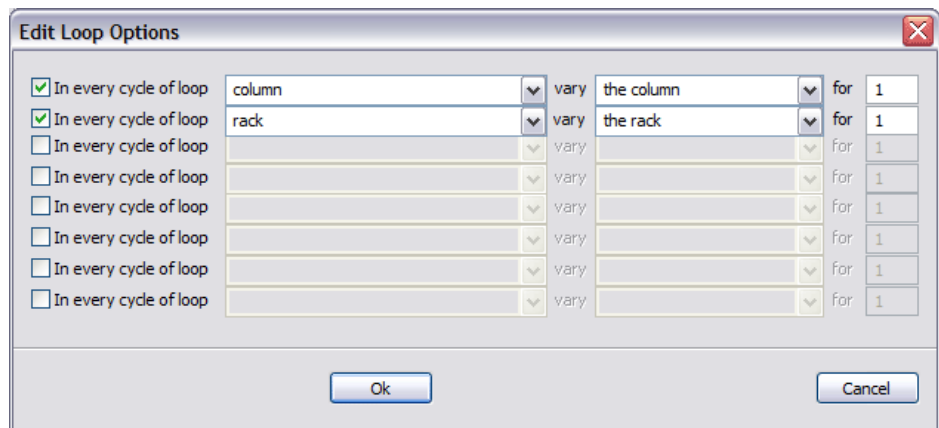 Edit Loop Options
In every cycle of loop column vary the column for 1
In every cycle of loop rack vary the rack for 1
In every cycle of loop vary for 1
In every cycle of loop vary for 1
In every cycle of loop vary for 1
In every cycle of loop vary for 1
In every cycle of loop vary for 1
In every cycle of loop vary for 1
Ok Cancel